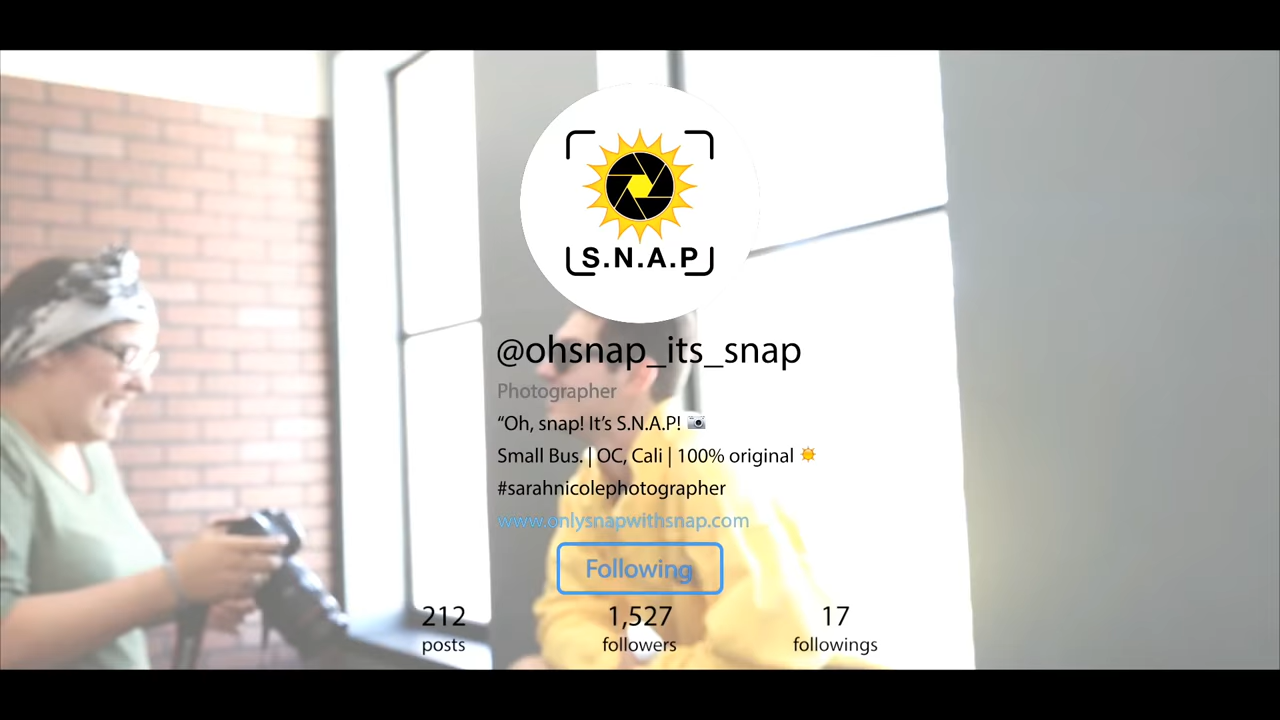 S.N.A.P
@ohsnap_its_snap
Photographer
“Oh, snap! It’s S.N.A.P! 📷
Small Bus. | OC, Cali | 100% original ☀️
#sarahnicolephotographer
www.onlysnapwithsnap.com
Following
212 1,527 17
posts followers followings